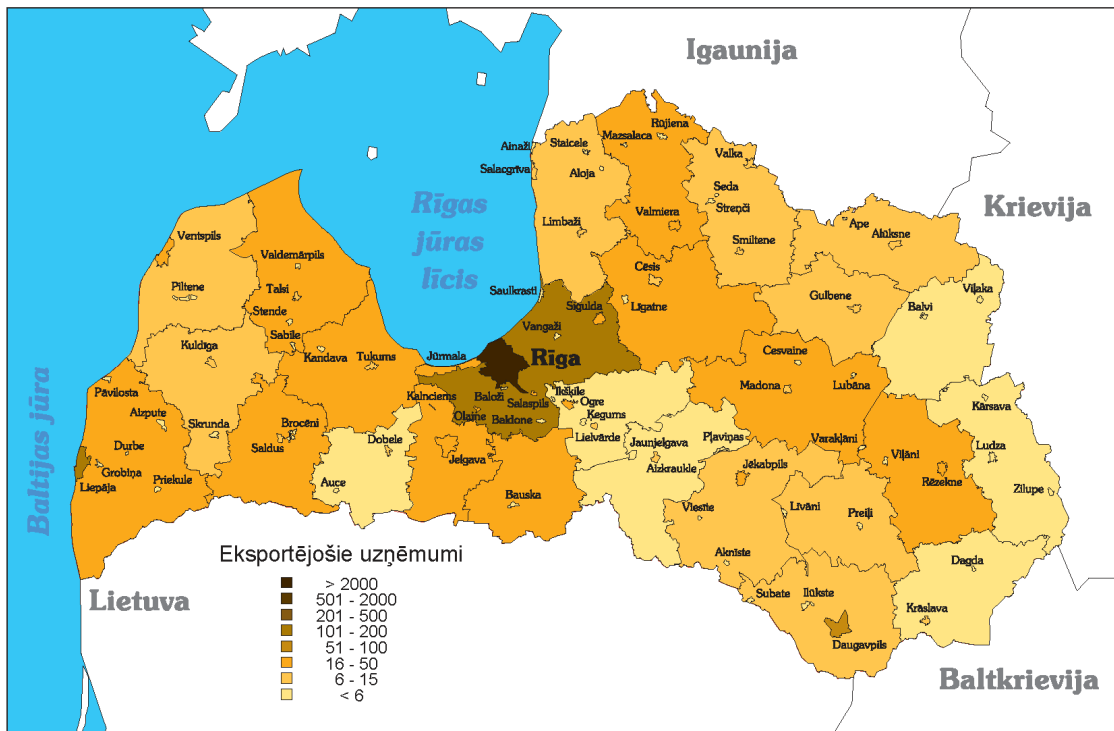 Igaunija
Krievija
Baltijas jūra
Rīgas
jūras
līcis
Lietuva
Baltkrievija
Ainaži
Salacgrīva
Staicele
Aloja
Limbaži
Mazsalaca
Rūjiena
Valmiera
Valka
Seda
Strenči
Smiltene
Ape
Alūksne
Cēsis
Līgatne
Gulbene
Balvi
Viļaka
Ventspils
Piltene
Valdemārpils
Talsi
Stende
Sabile
Kandava
Tukums
Kuldīga
Jūrmala
Saulkrasti
Sigulda
Vangaži
Rīga
Kalnciems
Baloži
Olaine
Salaspils
Baldone
Ikšķile
Ogre
Ķegums
Lielvārde
Jaunjelgava
Pļaviņas
Aizkraukle
Cesvaine
Madona
Lubāna
Varakļāni
Kārsava
Ludza
Zilupe
Viļāni
Rēzekne
Pāvilosta
Aizpute
Durbe
Grobiņa
Liepāja
Priekule
Skrunda
Saldus
Brocēni
Dobele
Auce
Jelgava
Bauska
Jēkabpils
Viesīte
Līvāni
Preiļi
Aknīste
Subate
Ilūkste
Daugavpils
Dagda
Krāslava
Eksportējošie uzņēmumi
> 2000
501 - 2000
201 - 500
101 - 200
51 - 100
16 - 50
6 - 15
< 6